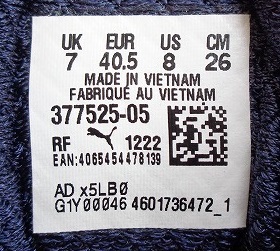 UK EUR US CM
7 40.5 8 26
MADE IN VIETNAM
FABRIQUÉ AU VIETNAM
377525-05
RF 1222
EAN:4065454478139
AD x5LB0
G1Y00046 4601736472_1